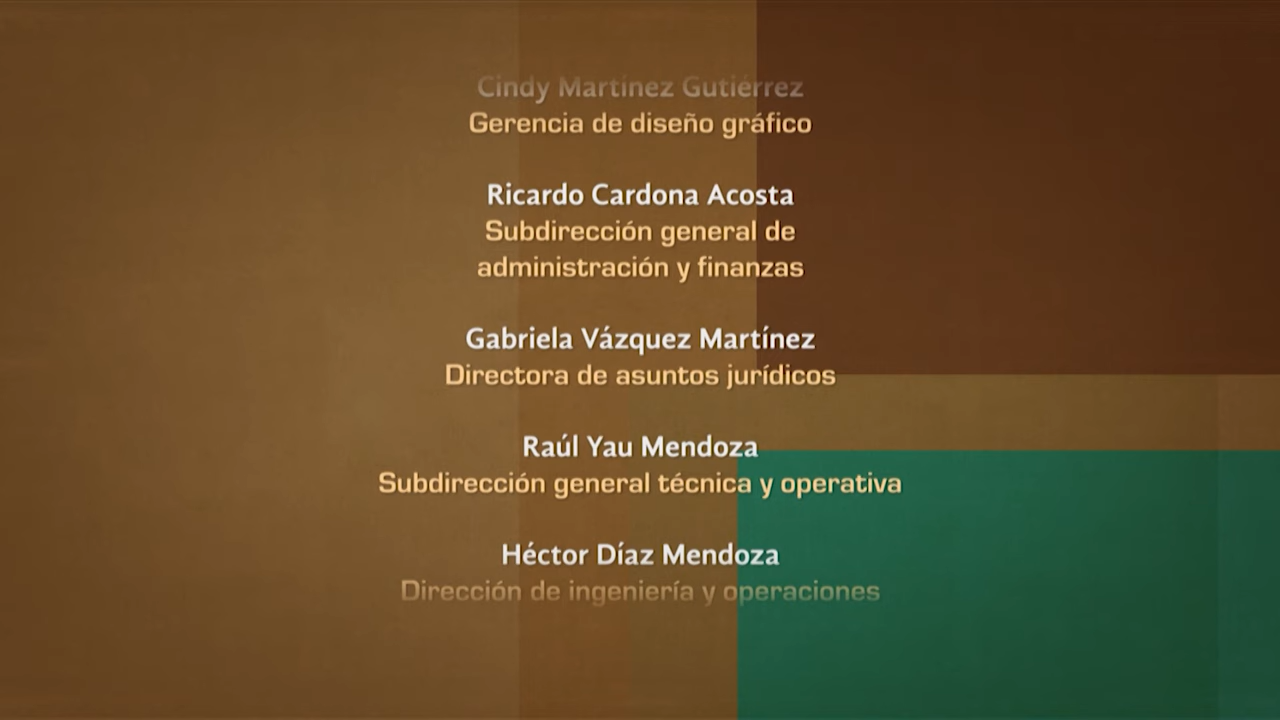 Cindy Martínez Gutiérrez
Gerencia de diseño gráfico
Ricardo Cardona Acosta
Subdirección general de
administración y finanzas
Gabriela Vázquez Martínez
Directora de asuntos jurídicos
Raúl Yau Mendoza
Subdirección general técnica y operativa
Héctor Díaz Mendoza
Dirección de ingeniería y operaciones